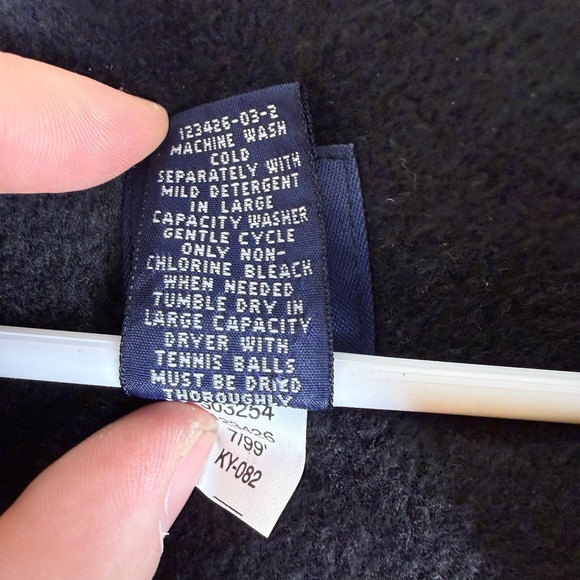 123426-03-2
MACHINE WASH
COLD
SEPARATELY WITH
MILD DETERGENT
IN LARGE
CAPACITY WASHER
GENTLE CYCLE
ONLY NON-
CHLORINE BLEACH
WHEN NEEDED
TUMBLE DRY IN
LARGE CAPACITY
DRYER WITH
TENNIS BALLS
MUST BE DRIED
THOROUGHLY
303254
123426
7/99'
KY-082